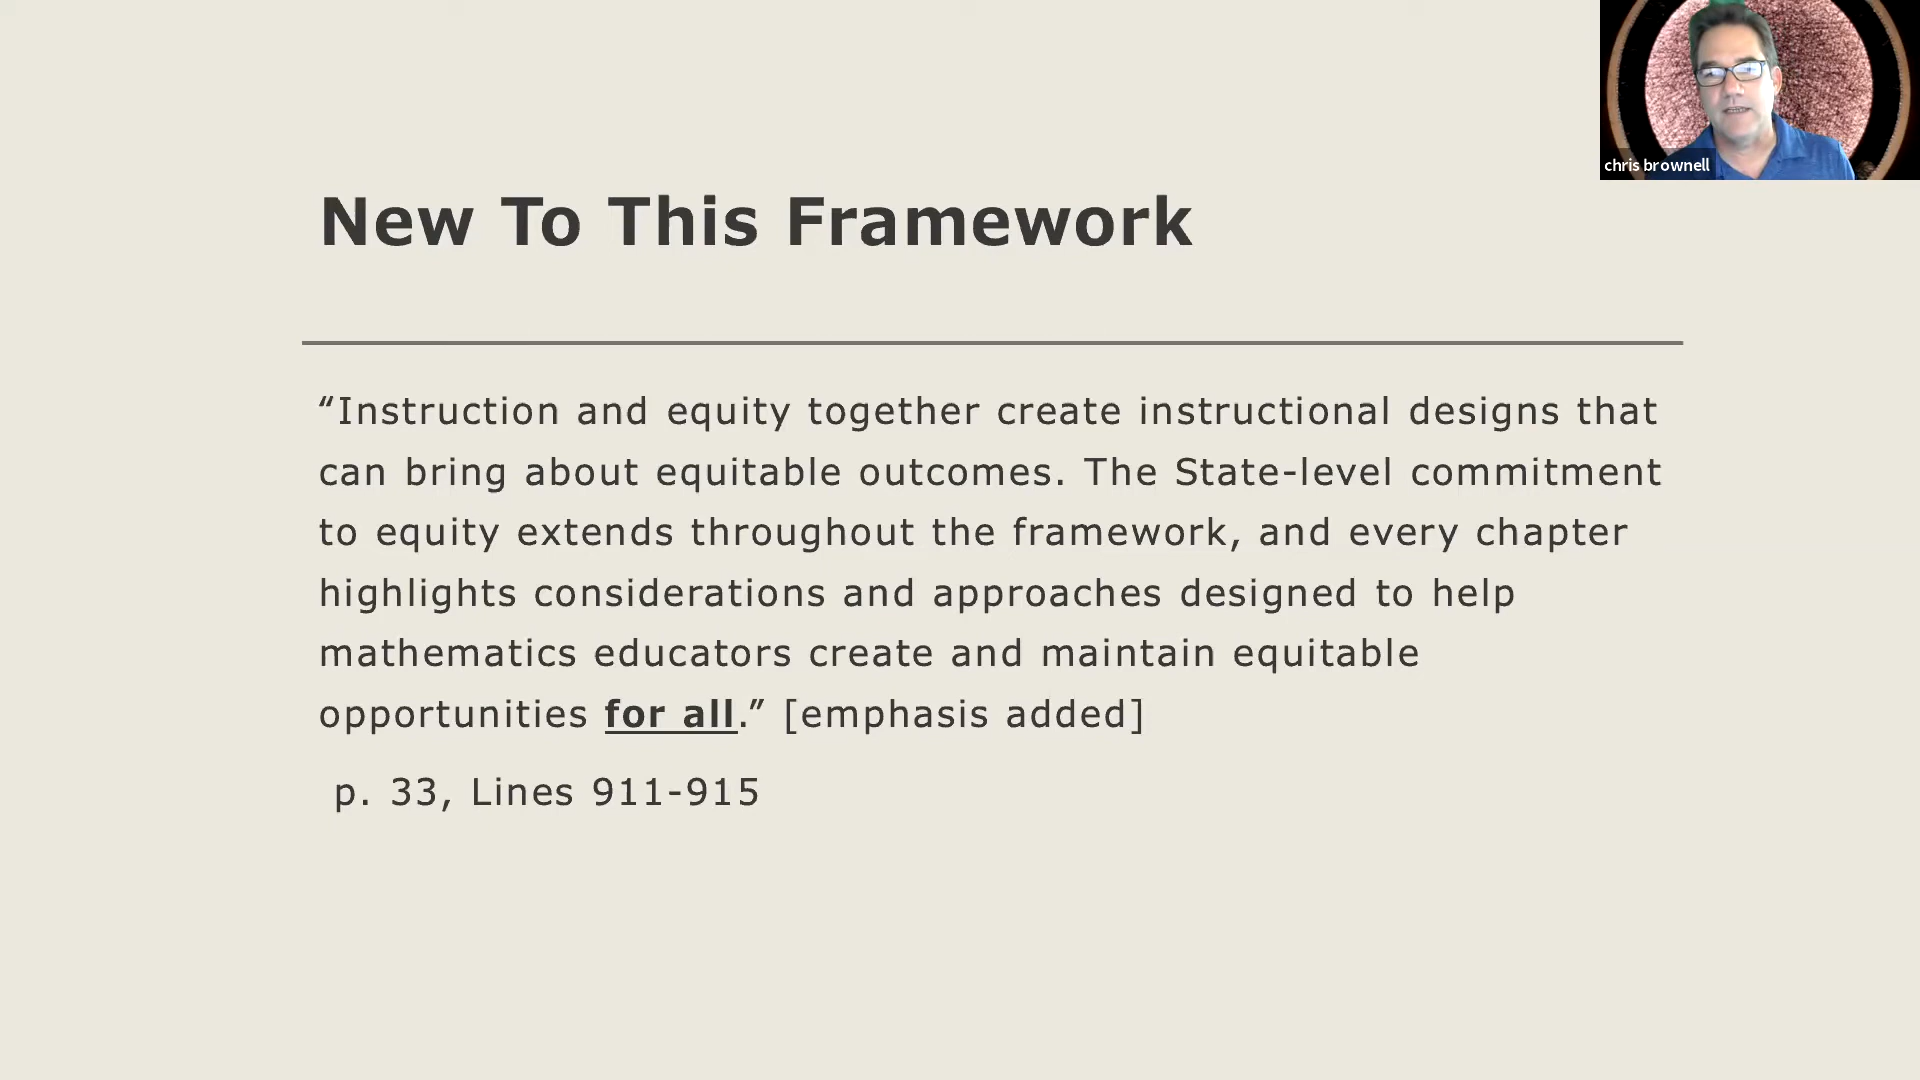 chris brownell
New To This Framework
“Instruction and equity together create instructional designs that
can bring about equitable outcomes. The State-level commitment
to equity extends throughout the framework, and every chapter
highlights considerations and approaches designed to help
mathematics educators create and maintain equitable
opportunities for all.” [emphasis added]
p. 33, Lines 911-915